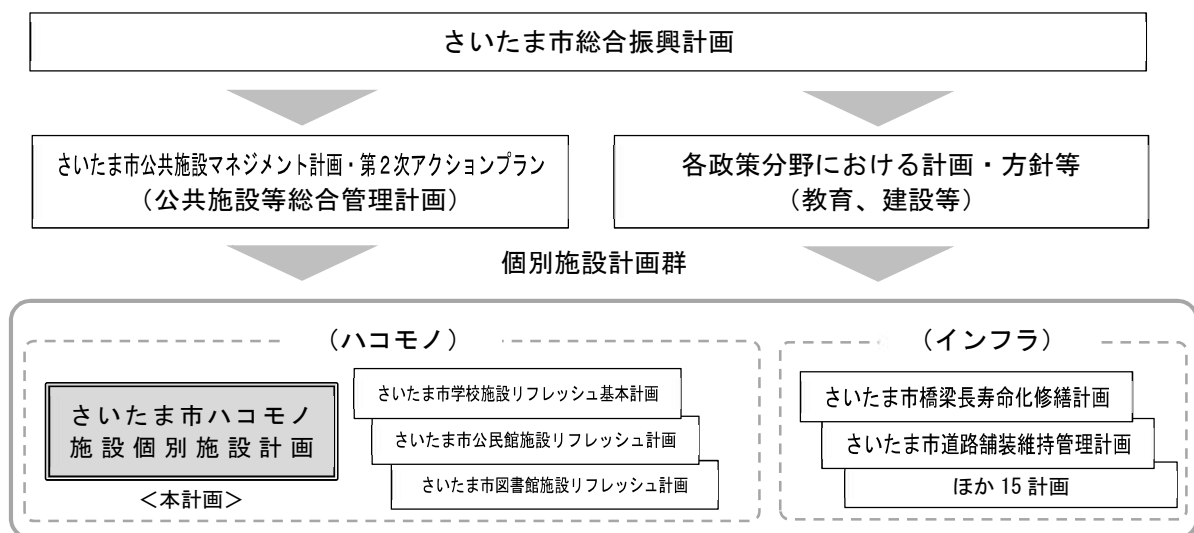 さいたま市総合振興計画
さいたま市公共施設マネジメント計画・第２次アクションプラン
（公共施設等総合管理計画）
各政策分野における計画・方針等
（教育、建設等）
個別施設計画群
（ハコモノ）
さいたま市ハコモノ
施設個別施設計画
＜本計画＞
さいたま市学校施設リフレッシュ基本計画
さいたま市公民館施設リフレッシュ計画
さいたま市図書館施設リフレッシュ計画
（インフラ）
さいたま市橋梁長寿命化修繕計画
さいたま市道路舗装維持管理計画
ほか 15 計画